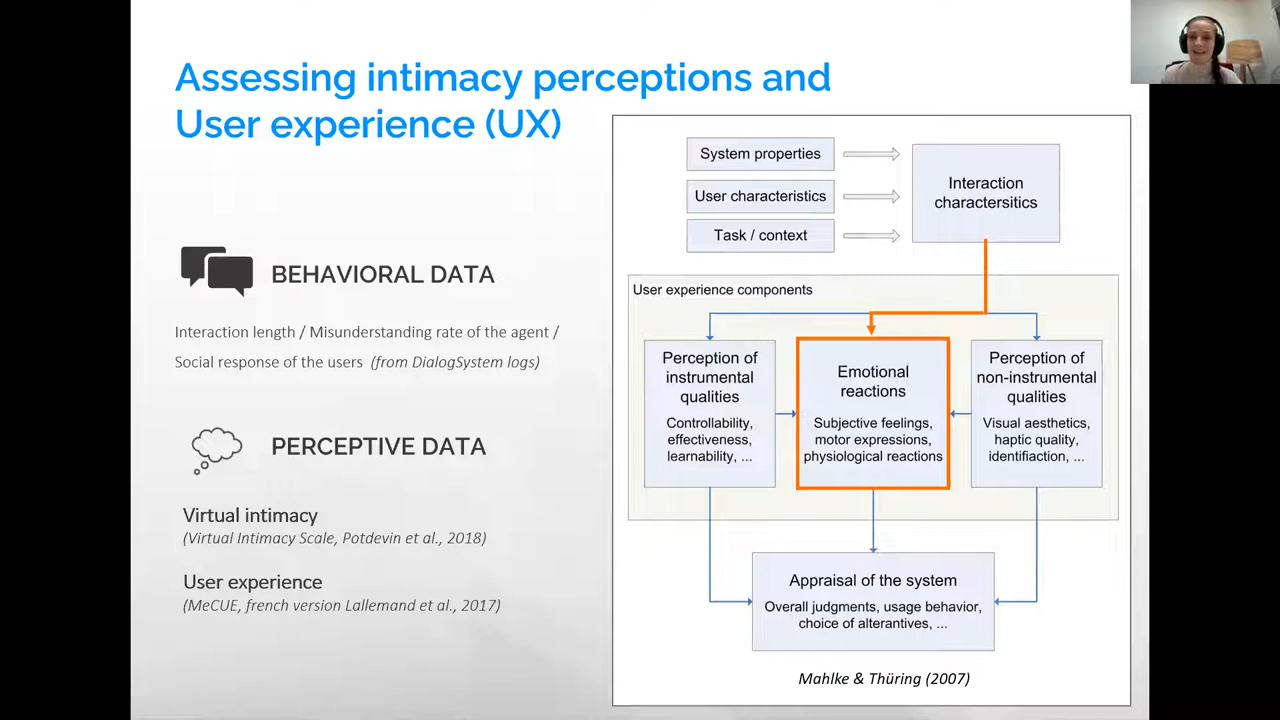 Assessing intimacy perceptions and
User experience (UX)
BEHAVIORAL DATA
Interaction length / Misunderstanding rate of the agent /
Social response of the users (from DialogSystem logs)
PERCEPTIVE DATA
Virtual intimacy
(Virtual Intimacy Scale, Potdevin et al., 2018)
User experience
(MeCUE, french version Lallemand et al., 2017)
System properties
User characteristics
Task / context
Interaction
charactersitics
User experience components
Perception of
instrumental
qualities
Controllability,
effectiveness,
learnability, ...
Emotional
reactions
Subjective feelings,
motor expressions,
physiological reactions
Perception of
non-instrumental
qualities
Visual aesthetics,
haptic quality,
identifiaction, ...
Appraisal of the system
Overall judgments, usage behavior,
choice of alterantives, ...
Mahlke & Thüring (2007)